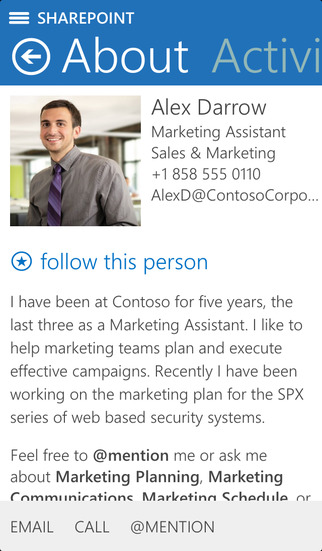 SHAREPOINT
About Activi
Alex Darrow
Marketing Assistant
Sales & Marketing
+1 858 555 0110
AlexD@ContosoCorpo...
follow this person
I have been at Contoso for five years, the
last three as a Marketing Assistant. I like to
help marketing teams plan and execute
effective campaigns. Recently I have been
working on the marketing plan for the SPX
series of web based security systems.
Feel free to @mention me or ask me
about Marketing Planning, Marketing
Communications, Marketing Schedule, or
EMAIL CALL @MENTION